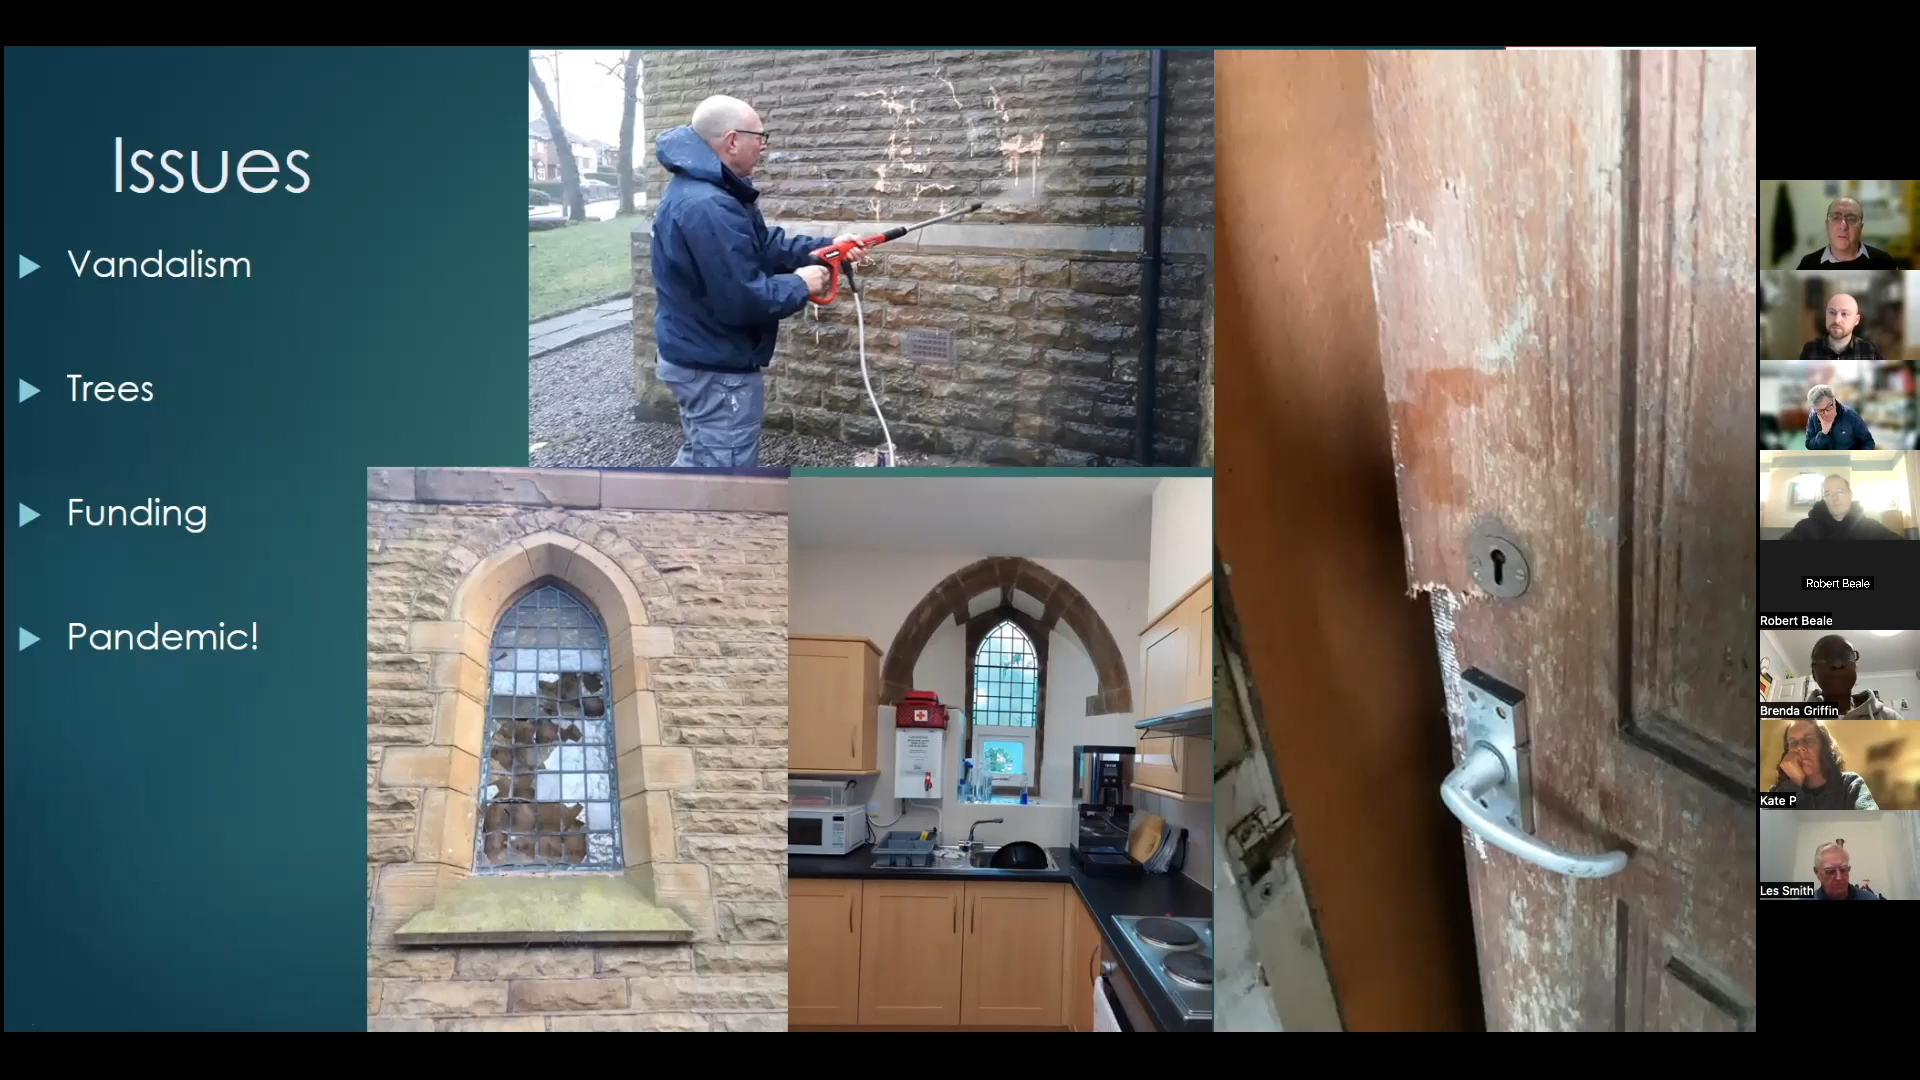 Issues
Vandalism
Trees
Funding
Pandemic!
Robert Beale
Robert Beale
Brenda Griffin
Kate P
Les Smith